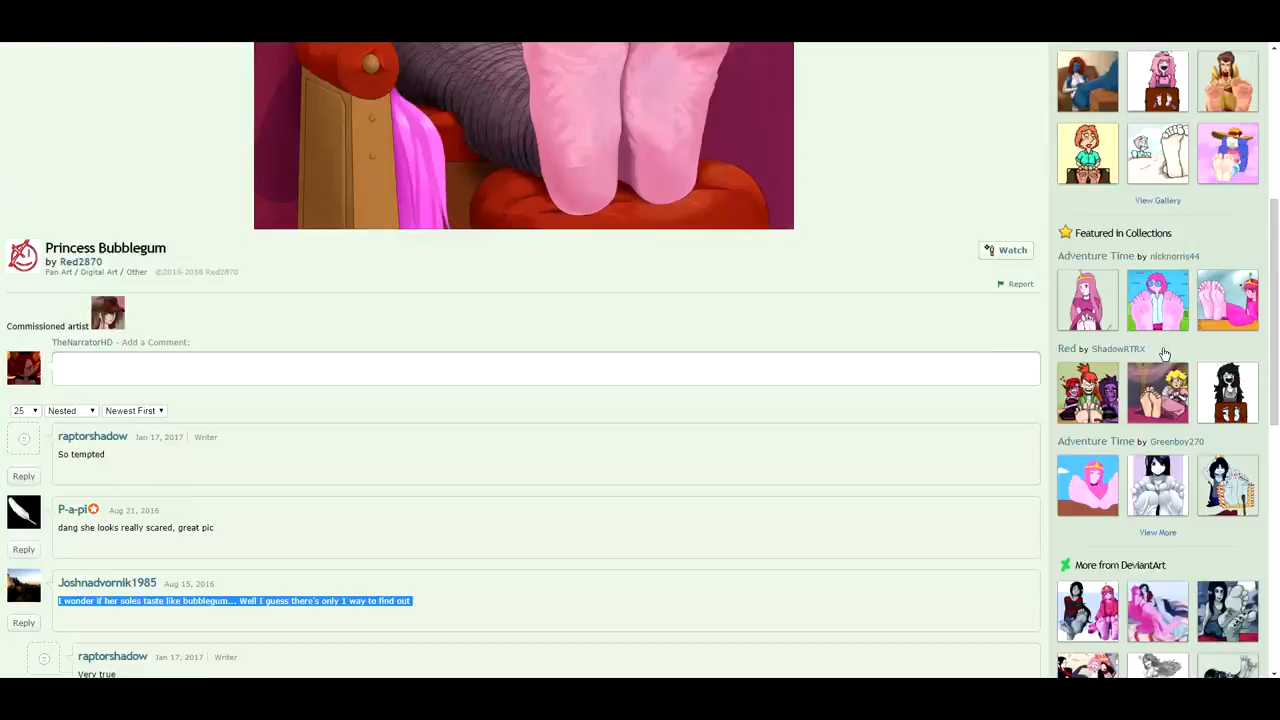 View Gallery
Featured in Collections
Adventure Time by nicknorris44
Red by ShadowRTRX
Adventure Time by Greenboy270
View More
More from DeviantArt
Princess Bubblegum
by Red2870
Fan Art / Digital Art / Other ©2016-2018 Red2870
Watch
Report
Commissioned artist
TheNarratorHD - Add a Comment:
25 Nested Newest First
raptorshadow Jan 17, 2017 Writer
So tempted
Reply
P-a-pi Aug 21, 2016
dang she looks really scared, great pic
Reply
Joshnadvornik1985 Aug 15, 2016
I wonder if her soles taste like bubblegum... Well I guess there's only 1 way to find out
Reply
raptorshadow Jan 17, 2017 Writer
Very true